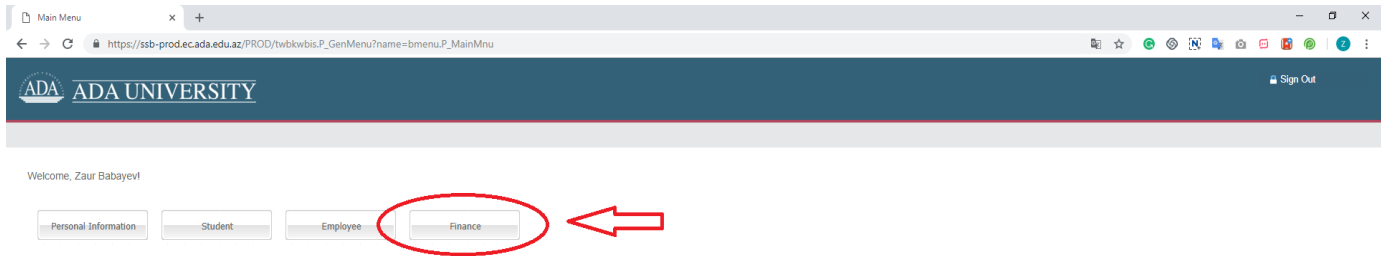 Main Menu
https://ssb-prod.ec.ada.edu.az/PROD/twbkwbis.P_GenMenu?name=bmenu.P_MainMnu
ADA ADA UNIVERSITY
Sign Out
Welcome, Zaur Babayev!
Personal Information Student Employee Finance